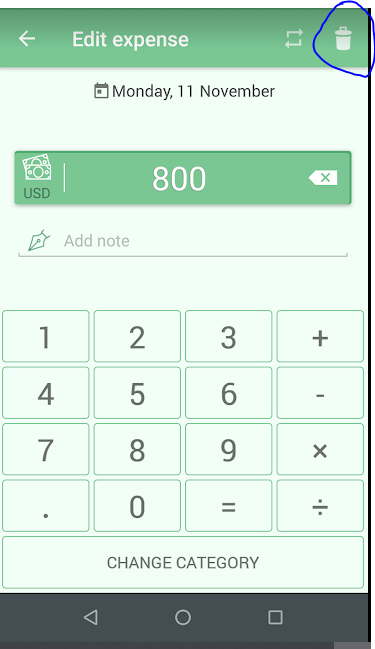 Edit expense
Monday, 11 November
USD 800
Add note
1 2 3 +
4 5 6 -
7 8 9 ×
. 0 = ÷
CHANGE CATEGORY